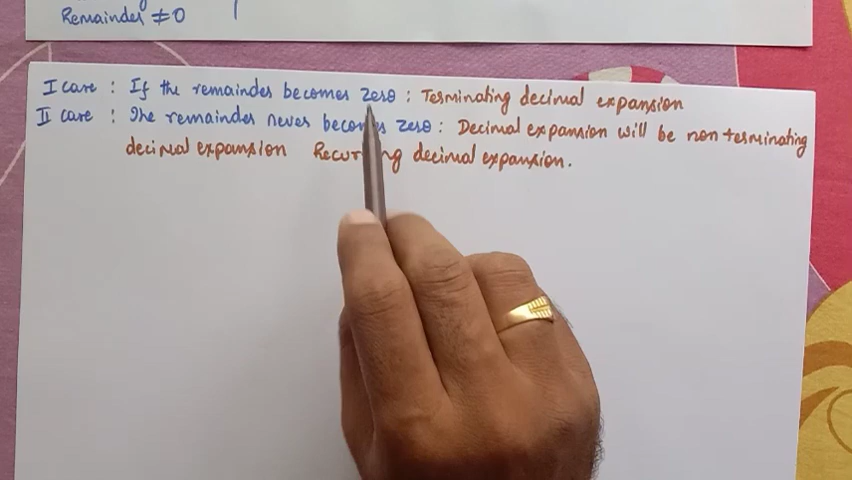 Remainder ≠0
I case : If the remainder becomes zero : Terminating decimal expansion
II case : The remainder never becomes zero : Decimal expansion will be non terminating
decimal expansion Recurring decimal expansion.